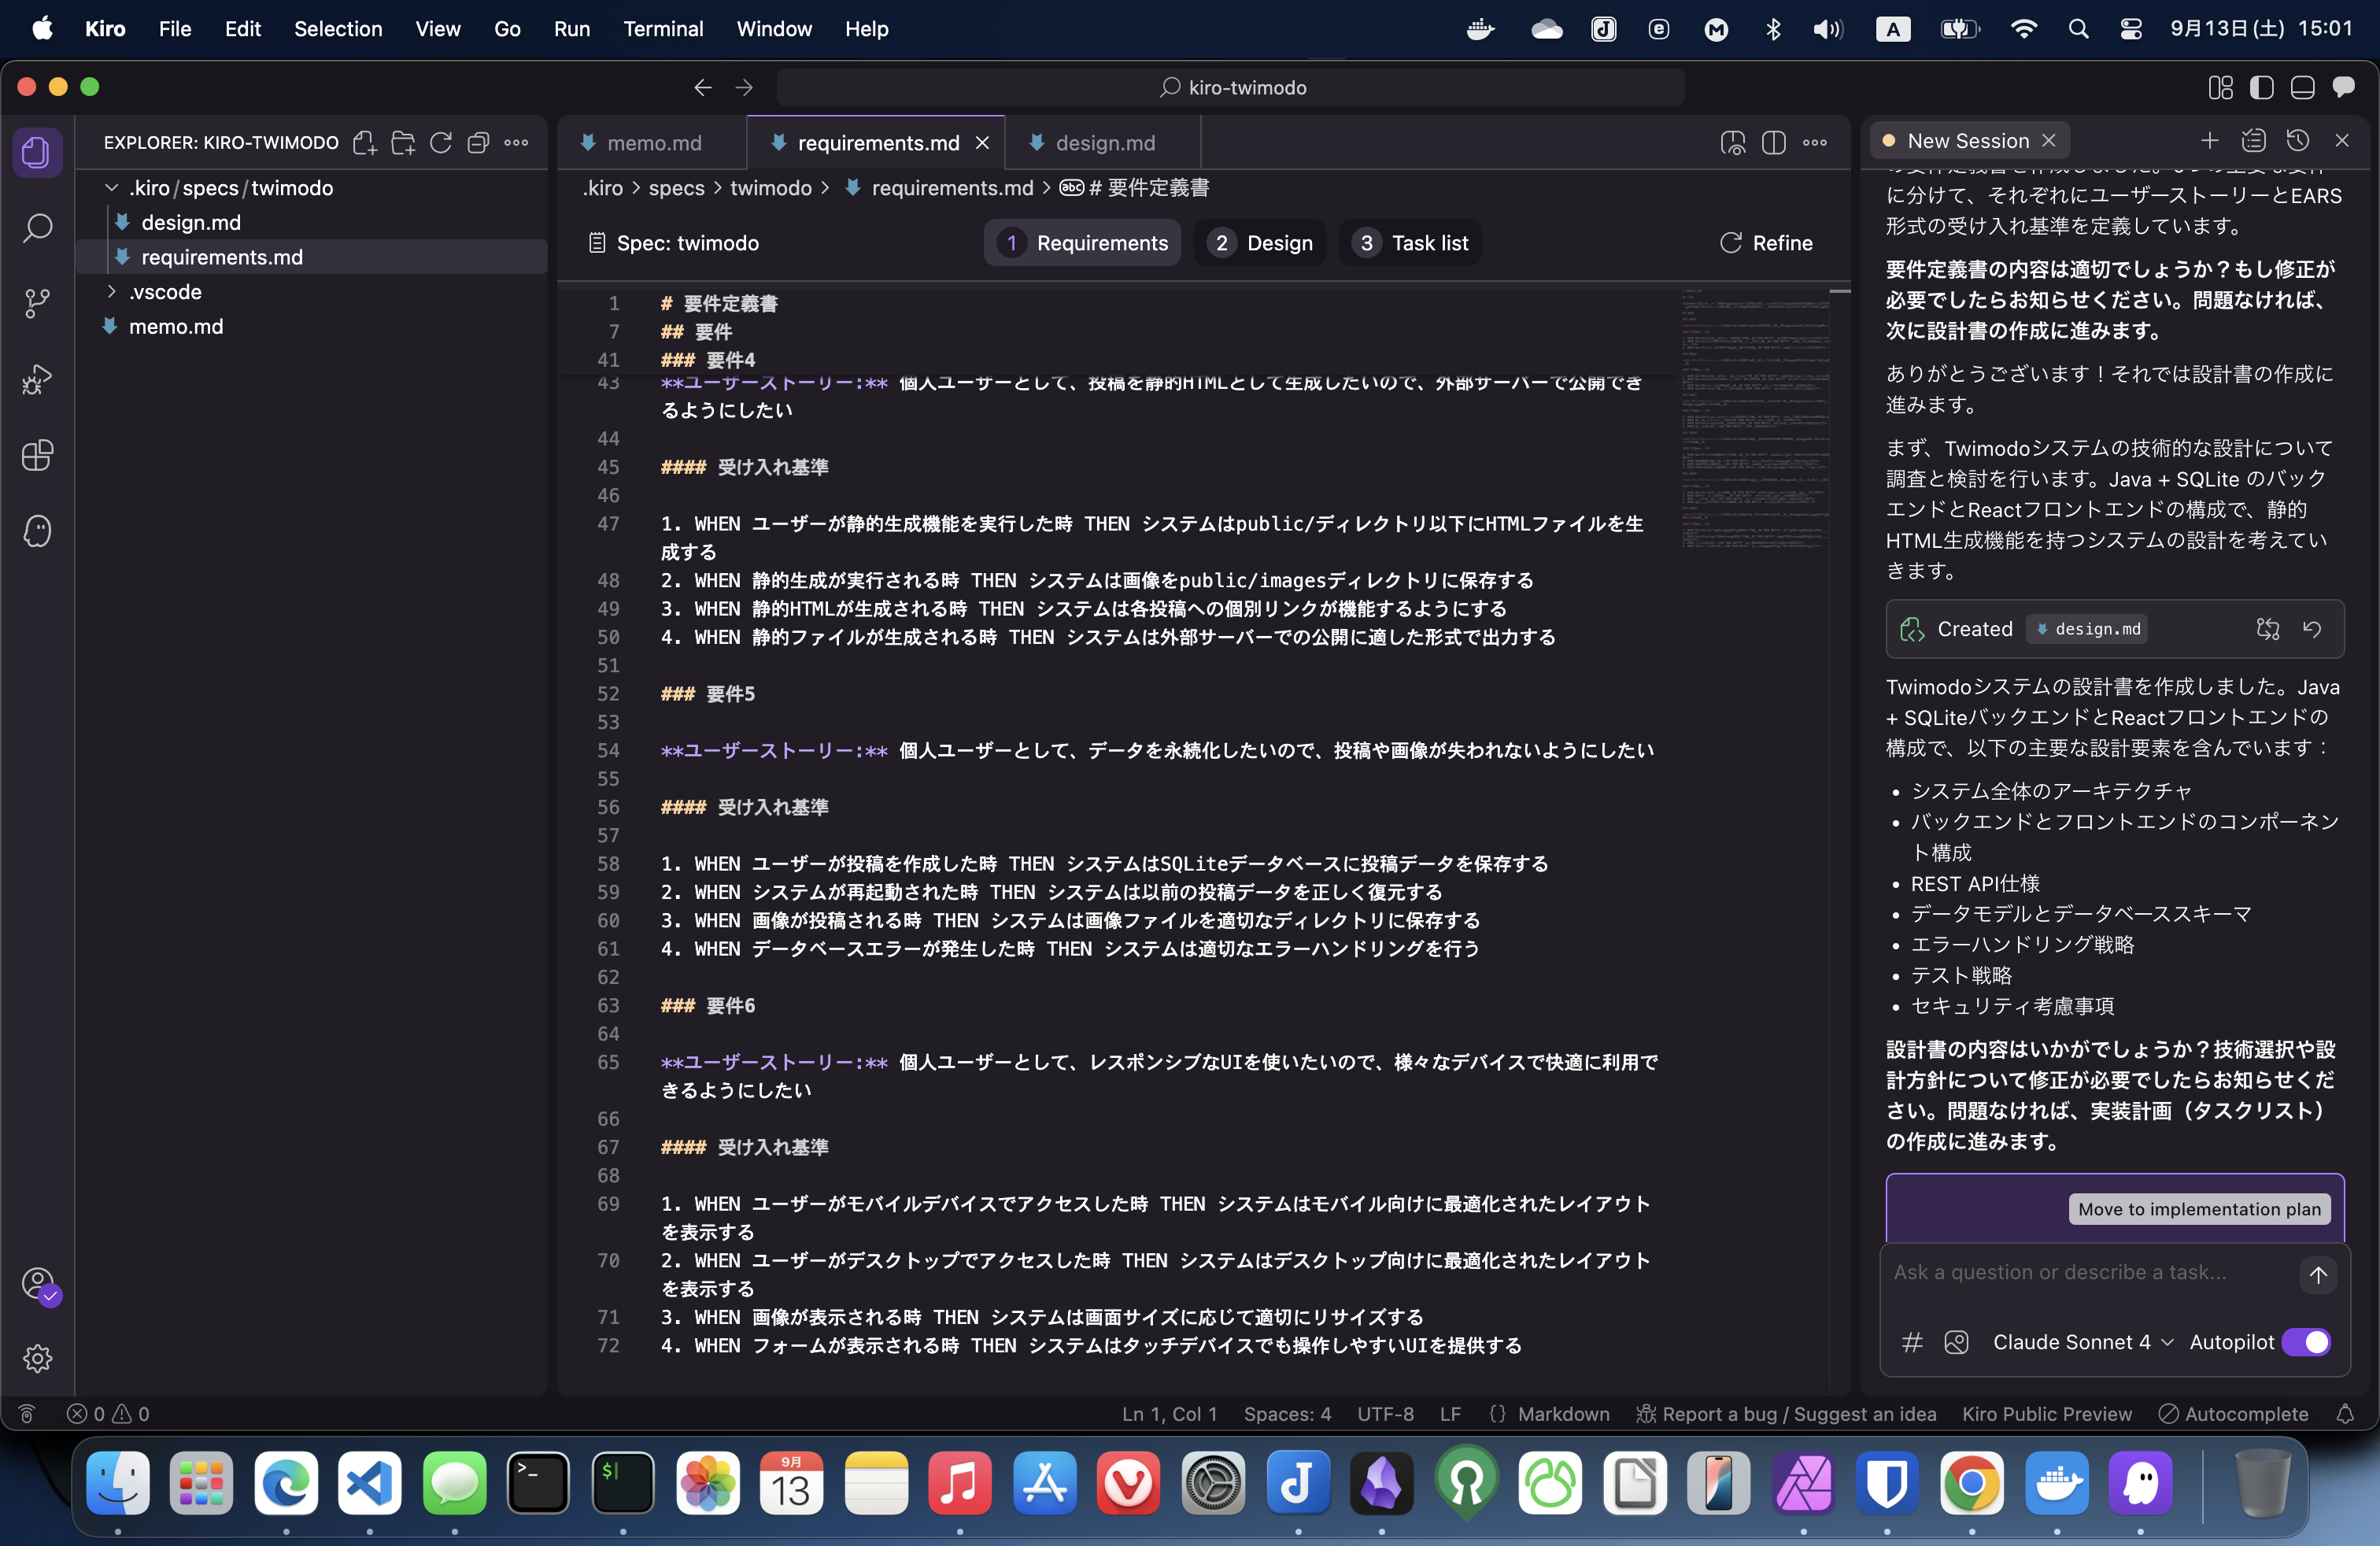 Kiro File Edit Selection View Go Run Terminal Window Help
A 9月13日(土) 15:01
kiro-twimodo
EXPLORER: KIRO-TWIMODO
.kiro/specs/twimodo
design.md
requirements.md
.vscode
memo.md
memo.md requirements.md design.md
.kiro > specs > twimodo > requirements.md > # 要件定義書
Spec: twimodo 1 Requirements 2 Design 3 Task list Refine
1 # 要件定義書
7 ## 要件
41 ### 要件4
43 **ユーザーストーリー:** 個人ユーザーとして、投稿を静的HTMLとして生成したいので、外部サーバーで公開でき
るようにしたい
44
45 #### 受け入れ基準
46
47 1. WHEN ユーザーが静的生成機能を実行した時 THEN システムはpublic/ディレクトリ以下にHTMLファイルを生
成する
48 2. WHEN 静的生成が実行される時 THEN システムは画像をpublic/imagesディレクトリに保存する
49 3. WHEN 静的HTMLが生成される時 THEN システムは各投稿への個別リンクが機能するようにする
50 4. WHEN 静的ファイルが生成される時 THEN システムは外部サーバーでの公開に適した形式で出力する
51
52 ### 要件5
53
54 **ユーザーストーリー:** 個人ユーザーとして、データを永続化したいので、投稿や画像が失われないようにしたい
55
56 #### 受け入れ基準
57
58 1. WHEN ユーザーが投稿を作成した時 THEN システムはSQLiteデータベースに投稿データを保存する
59 2. WHEN システムが再起動された時 THEN システムは以前の投稿データを正しく復元する
60 3. WHEN 画像が投稿される時 THEN システムは画像ファイルを適切なディレクトリに保存する
61 4. WHEN データベースエラーが発生した時 THEN システムは適切なエラーハンドリングを行う
62
63 ### 要件6
64
65 **ユーザーストーリー:** 個人ユーザーとして、レスポンシブなUIを使いたいので、様々なデバイスで快適に利用で
きるようにしたい
66
67 #### 受け入れ基準
68
69 1. WHEN ユーザーがモバイルデバイスでアクセスした時 THEN システムはモバイル向けに最適化されたレイアウト
を表示する
70 2. WHEN ユーザーがデスクトップでアクセスした時 THEN システムはデスクトップ向けに最適化されたレイアウト
を表示する
71 3. WHEN 画像が表示される時 THEN システムは画面サイズに応じて適切にリサイズする
72 4. WHEN フォームが表示される時 THEN システムはタッチデバイスでも操作しやすいUIを提供する
New Session
に分けて、それぞれにユーザーストーリーとEARS
形式の受け入れ基準を定義しています。
要件定義書の内容は適切でしょうか？もし修正が
必要でしたらお知らせください。問題なければ、
次に設計書の作成に進みます。
ありがとうございます！それでは設計書の作成に
進みます。
まず、Twimodoシステムの技術的な設計について
調査と検討を行います。Java + SQLite のバック
エンドとReactフロントエンドの構成で、静的
HTML生成機能を持つシステムの設計を考えてい
きます。
Created design.md
Twimodoシステムの設計書を作成しました。Java
+ SQLiteバックエンドとReactフロントエンドの
構成で、以下の主要な設計要素を含んでいます：
• システム全体のアーキテクチャ
• バックエンドとフロントエンドのコンポーネン
ト構成
• REST API仕様
• データモデルとデータベーススキーマ
• エラーハンドリング戦略
• テスト戦略
• セキュリティ考慮事項
設計書の内容はいかがでしょうか？技術選択や設
計方針について修正が必要でしたらお知らせくだ
さい。問題なければ、実装計画（タスクリスト）
の作成に進みます。
Move to implementation plan
Ask a question or describe a task...
# Claude Sonnet 4 Autopilot
0 0 Ln 1, Col 1 Spaces: 4 UTF-8 LF {} Markdown Report a bug / Suggest an idea Kiro Public Preview Autocomplete
9月
13